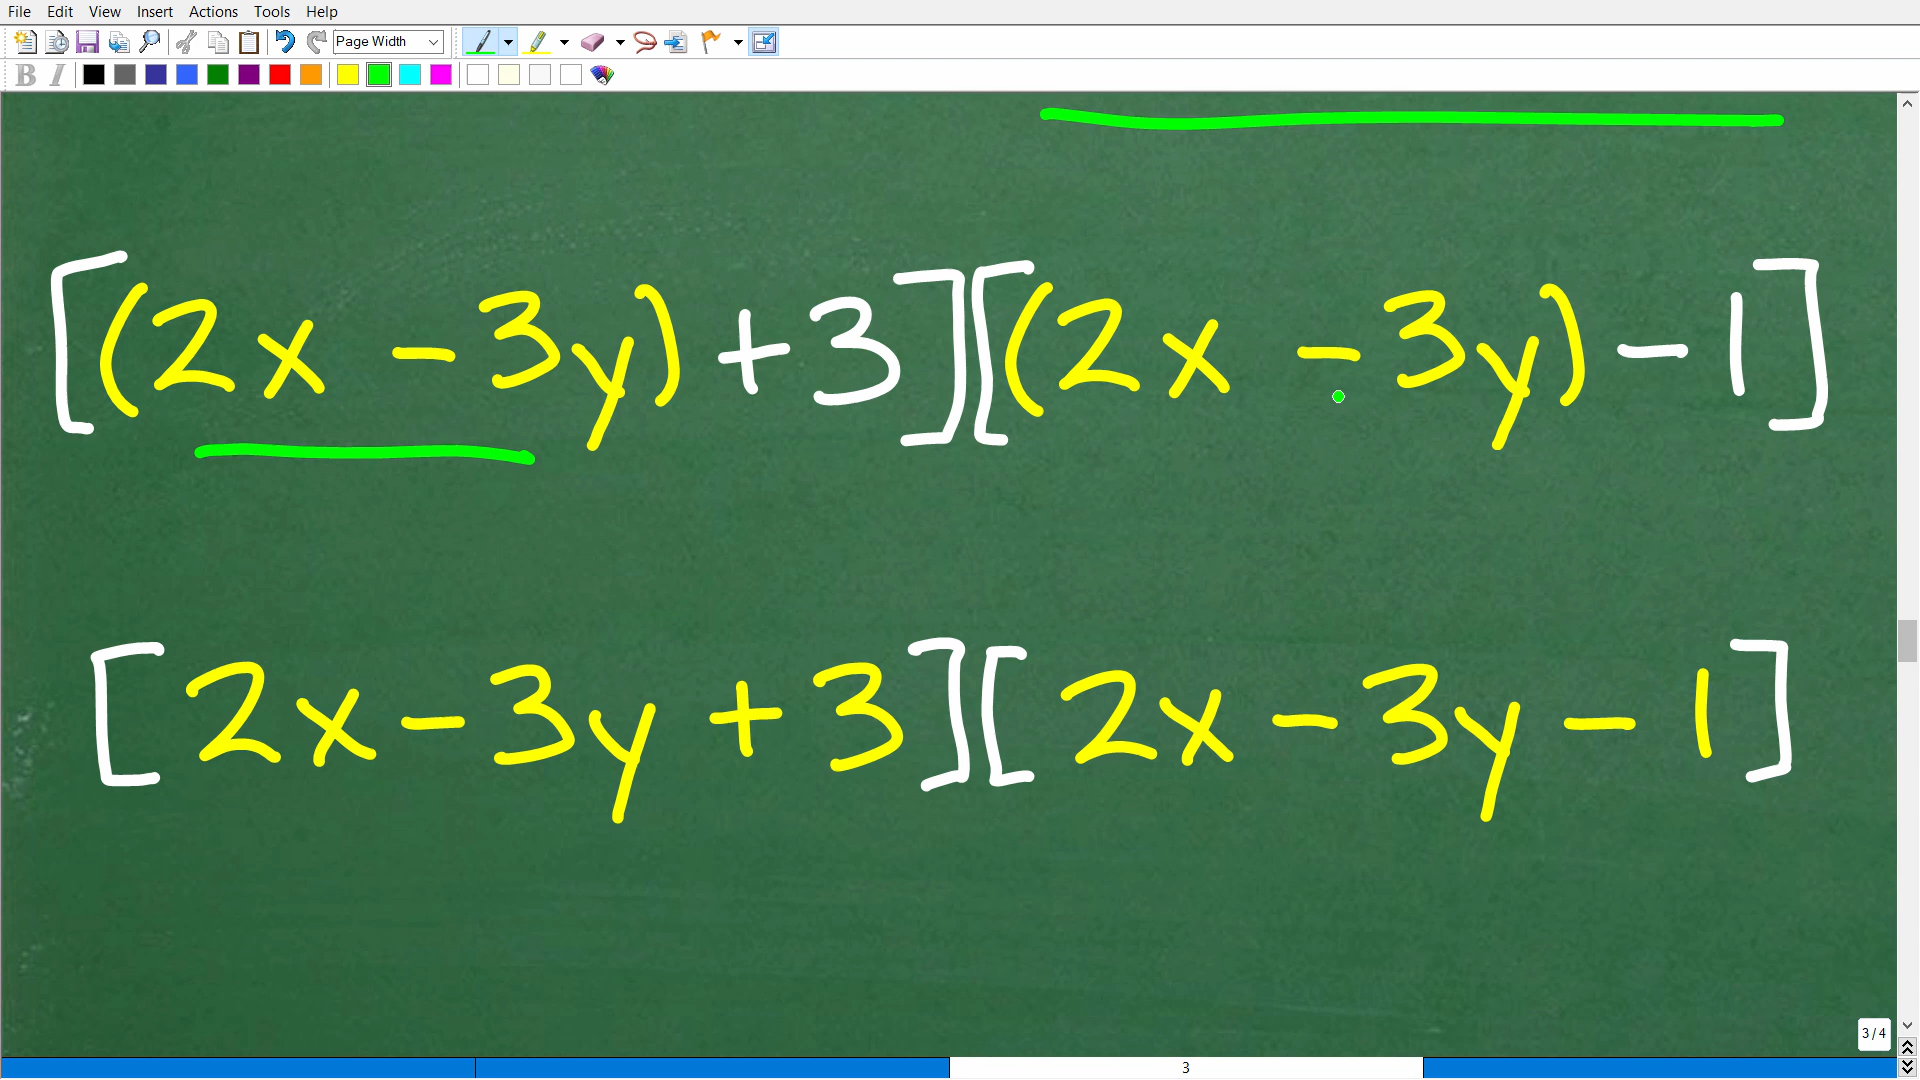 File Edit View Insert Actions Tools Help
Page Width
B I
[(2x - 3y) + 3][(2x - 3y) - 1]
[2x - 3y + 3][2x - 3y - 1]
3 / 4
3